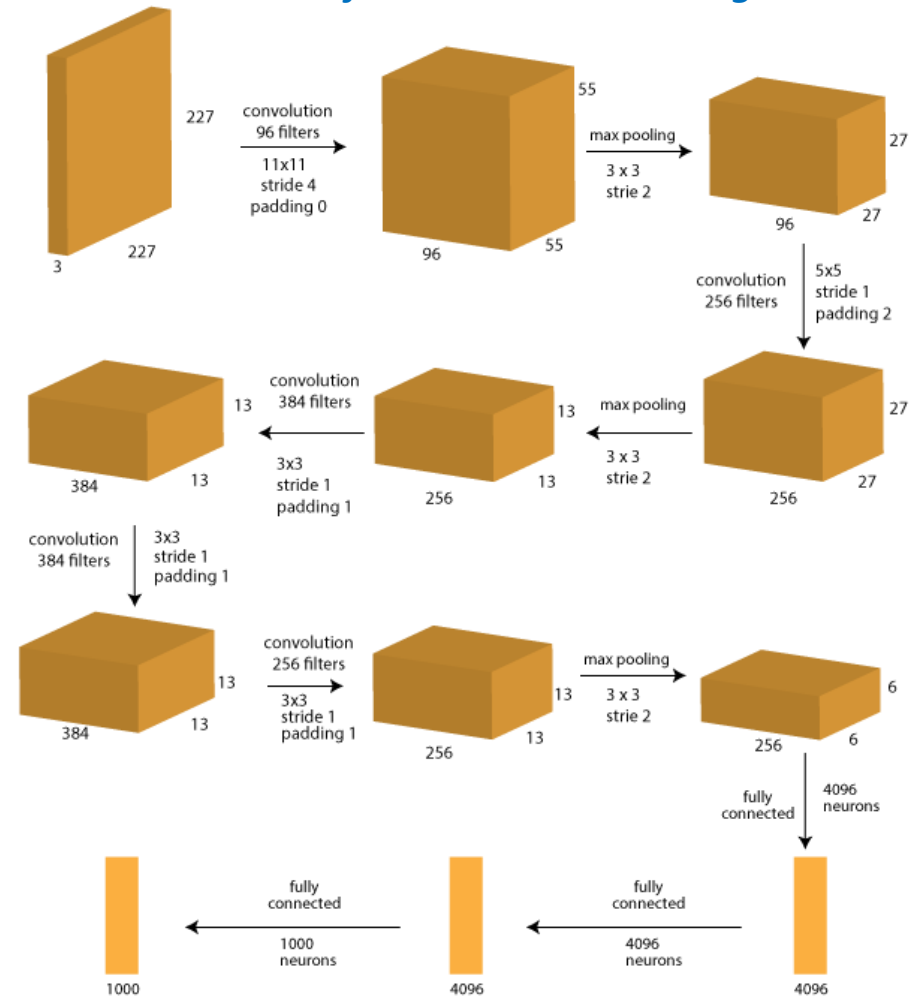 227
227
3
convolution
96 filters
11x11
stride 4
padding 0
55
55
96
max pooling
3 x 3
strie 2
27
27
96
convolution
256 filters
5x5
stride 1
padding 2
27
27
256
max pooling
3 x 3
strie 2
13
13
256
convolution
384 filters
3x3
stride 1
padding 1
13
13
384
convolution
384 filters
3x3
stride 1
padding 1
13
13
384
convolution
256 filters
3x3
stride 1
padding 1
13
13
256
max pooling
3 x 3
strie 2
6
6
256
fully
connected
4096
neurons
4096
fully
connected
4096
neurons
4096
fully
connected
1000
neurons
1000